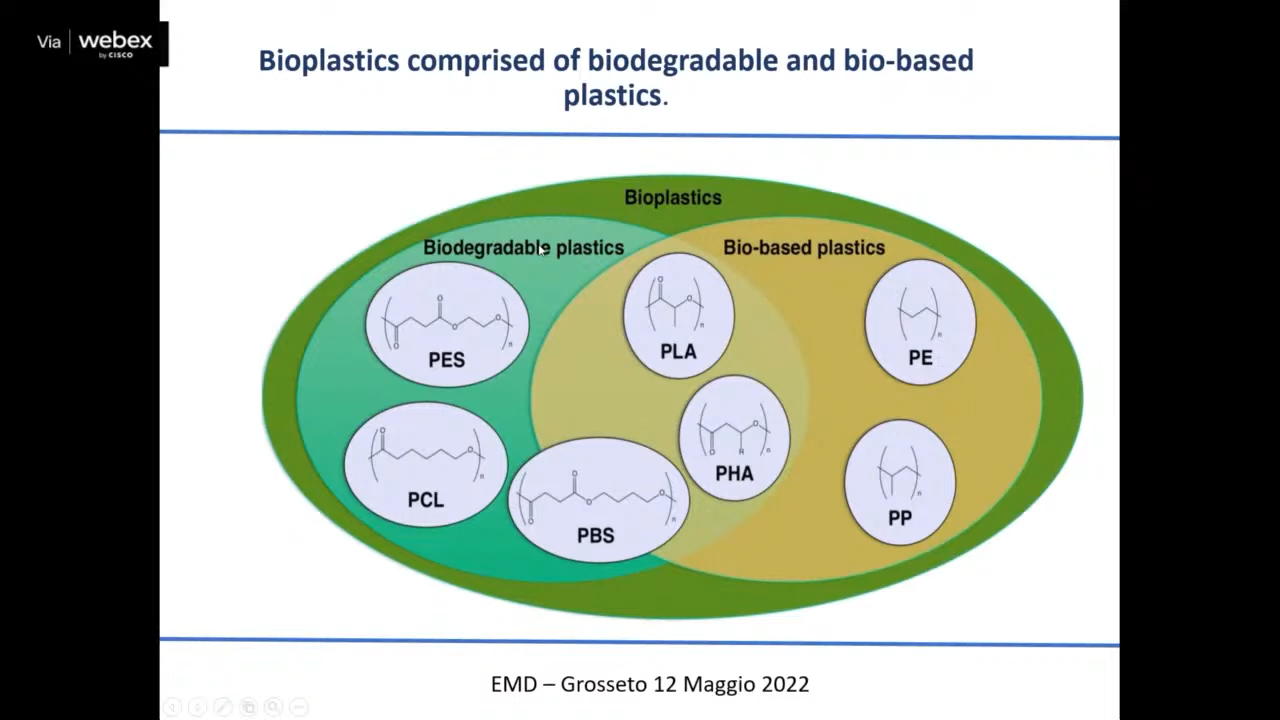 Via webex
by CISCO
Bioplastics comprised of biodegradable and bio-based
plastics.
Bioplastics
Biodegradable plastics
Bio-based plastics
O
O
O
O
n
PES
O
O
n
PLA
n
PE
O
O
n
PCL
O
O
R
n
PHA
O
O
O
O
n
PBS
n
PP
EMD – Grosseto 12 Maggio 2022